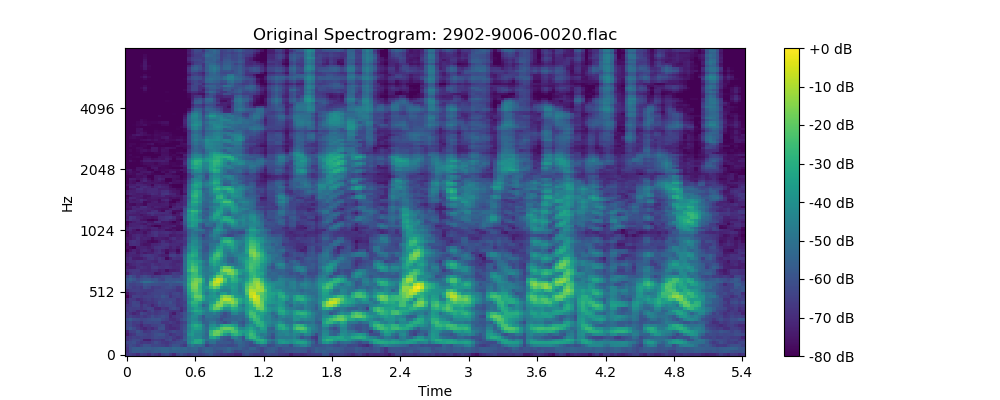 Original Spectrogram: 2902-9006-0020.flac
Hz
4096
2048
1024
512
0
0 0.6 1.2 1.8 2.4 3 3.6 4.2 4.8 5.4
Time
+0 dB
-10 dB
-20 dB
-30 dB
-40 dB
-50 dB
-60 dB
-70 dB
-80 dB